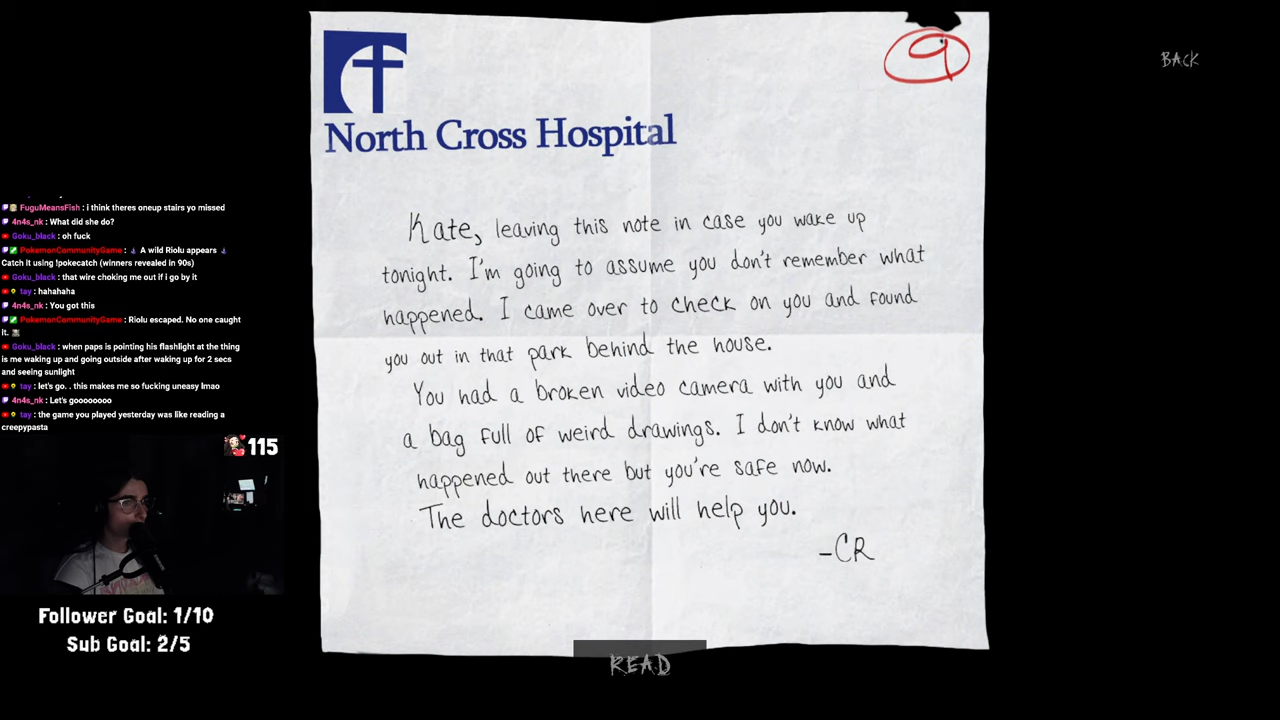 BACK
9
North Cross Hospital
Kate, leaving this note in case you wake up
tonight. I'm going to assume you don't remember what
happened. I came over to check on you and found
you out in that park behind the house.
You had a broken video camera with you and
a bag full of weird drawings. I don't know what
happened out there but you're safe now.
The doctors here will help you.
-CR
READ
FuguMeansFish : i think theres oneup stairs yo missed
4n4s_nk : What did she do?
Goku_black : oh fuck
PokemonCommunityGame : A wild Riolu appears
Catch it using !pokecatch (winners revealed in 90s)
Goku_black : that wire choking me out if i go by it
tay : hahahaha
4n4s_nk : You got this
PokemonCommunityGame : Riolu escaped. No one caught
it.
Goku_black : when paps is pointing his flashlight at the thing
is me waking up and going outside after waking up for 2 secs
and seeing sunlight
tay : let's go. . this makes me so fucking uneasy lmao
4n4s_nk : Let's goooooooo
tay : the game you played yesterday was like reading a
creepypasta
115
Follower Goal: 1/10
Sub Goal: 2/5